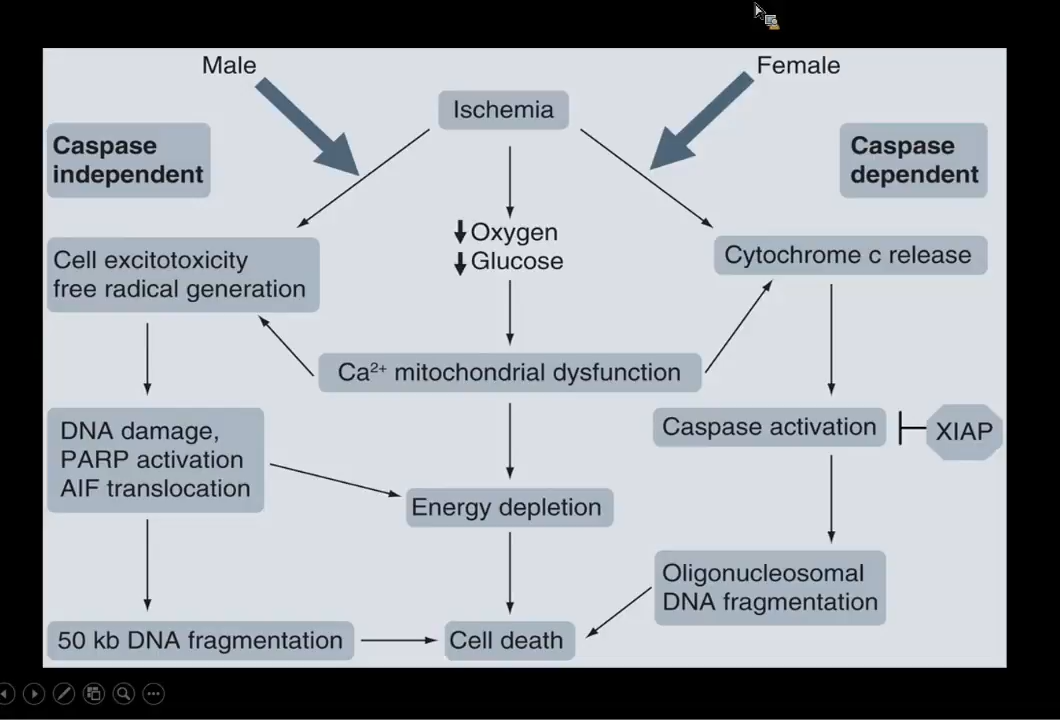 Male
Female
Ischemia
Caspase
independent
Caspase
dependent
Oxygen
Glucose
Cell excitotoxicity
free radical generation
Cytochrome c release
Ca²⁺ mitochondrial dysfunction
DNA damage,
PARP activation
AIF translocation
Caspase activation
XIAP
Energy depletion
Oligonucleosomal
DNA fragmentation
50 kb DNA fragmentation
Cell death